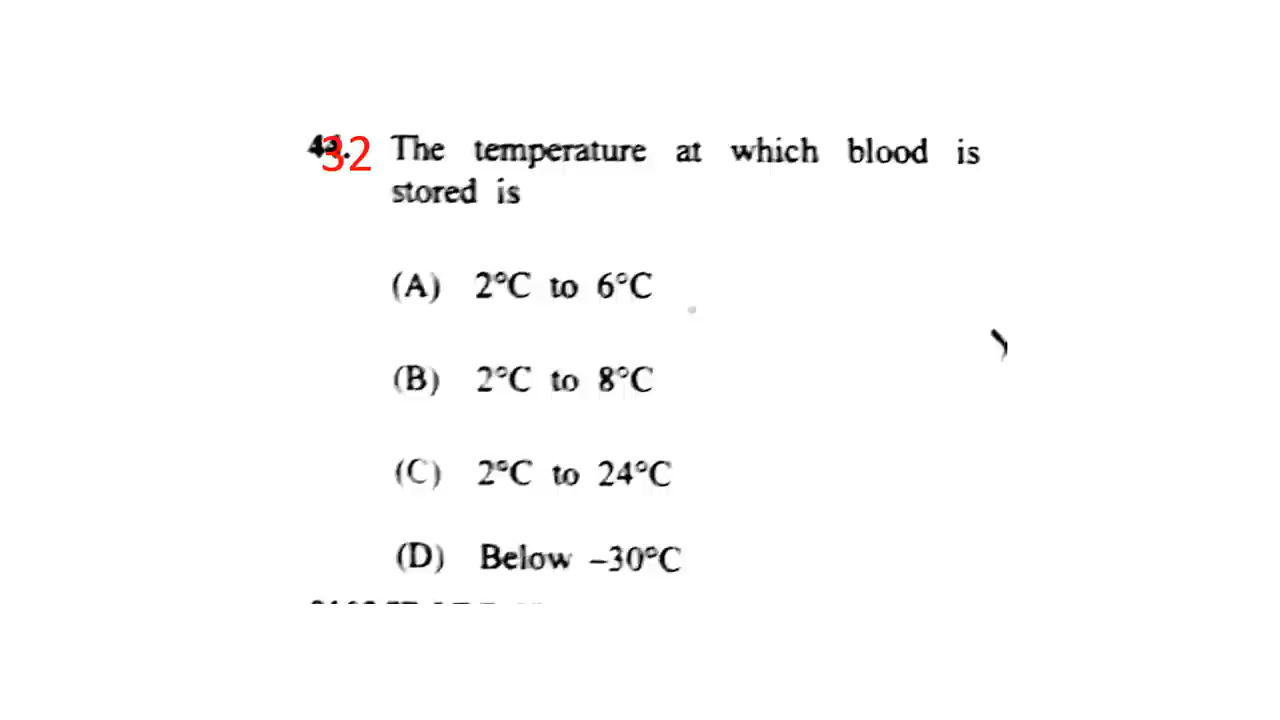 32 The temperature at which blood is
stored is
(A) 2°C to 6°C
(B) 2°C to 8°C
(C) 2°C to 24°C
(D) Below –30°C